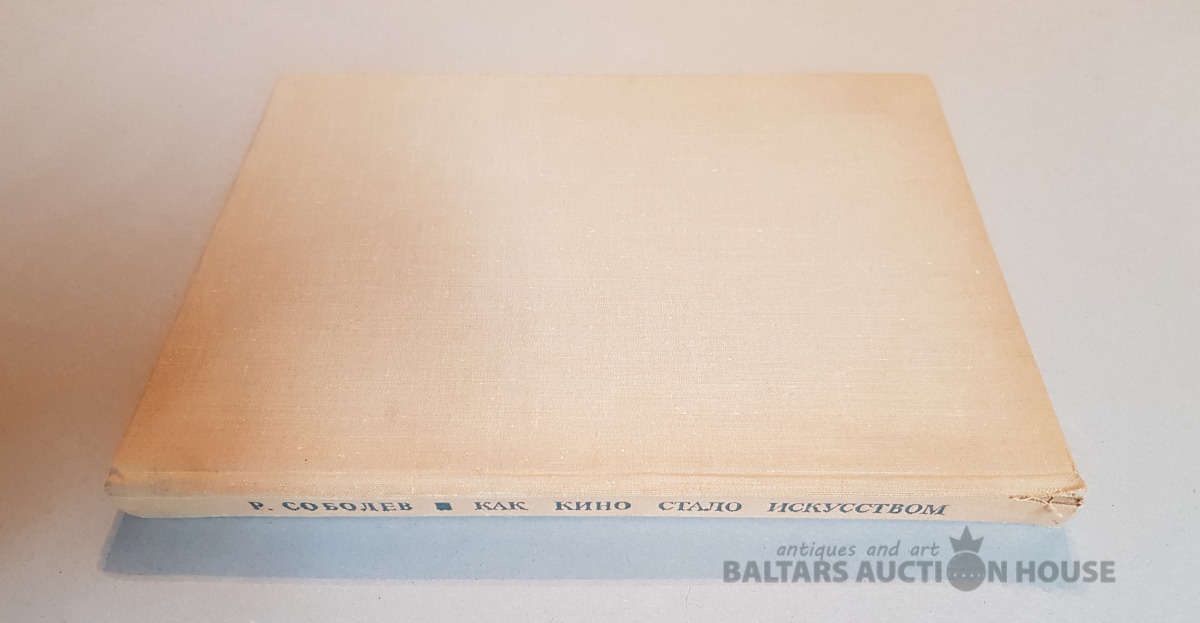 Р. СОБОЛЕВ ■ КАК КИНО СТАЛО ИСКУССТВОМ
antiques and art
BALTARS AUCTION HOUSE